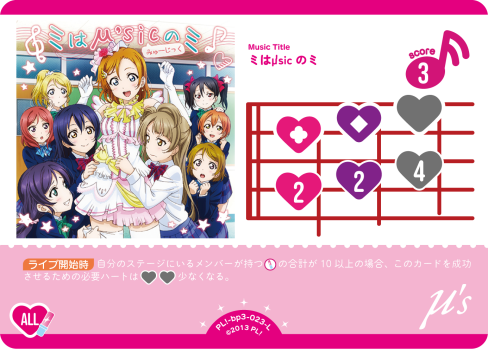 ミはμ'sicのミ
みゅーじっく
Music Title
ミはμ'sic のミ
score
3
2
2
4
ライブ開始時 自分のステージにいるメンバーが持つの合計が 10 以上の場合、このカードを成功
させるための必要ハートは少なくなる。
ALL
PL!-bp3-023-L
©2013 PL!
μ's